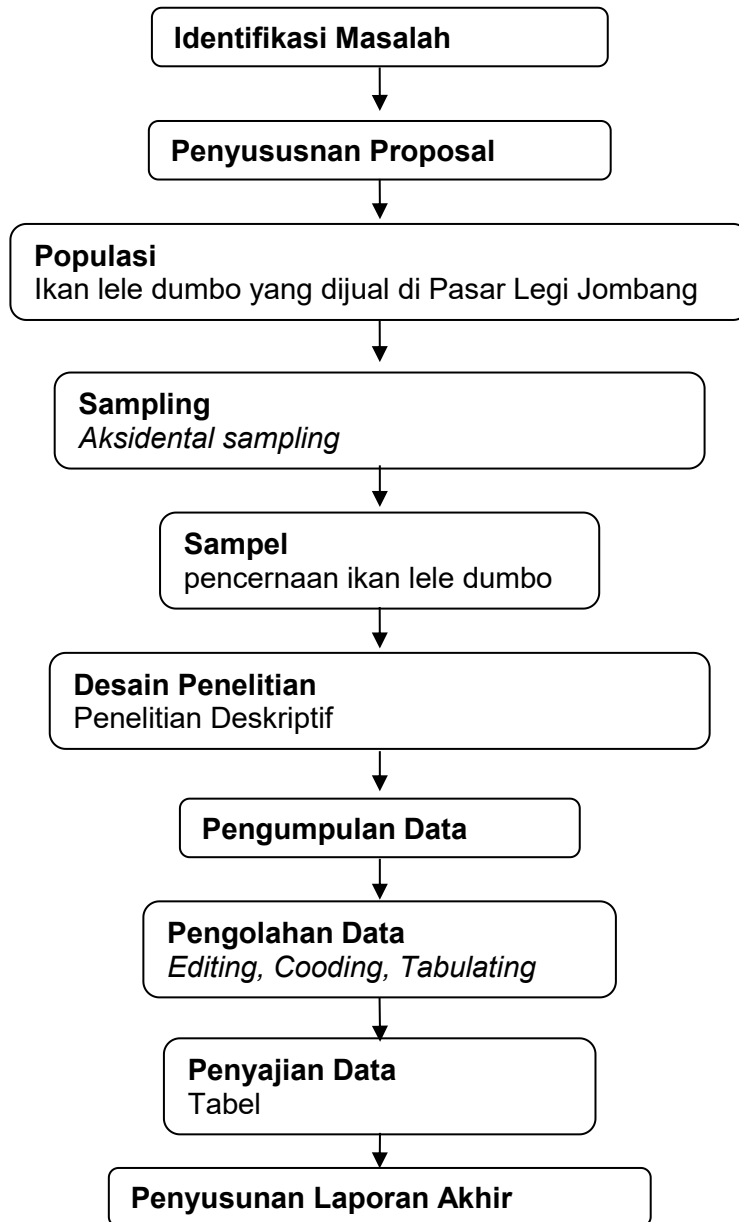 Identifikasi Masalah
Penyususnan Proposal
Populasi
Ikan lele dumbo yang dijual di Pasar Legi Jombang
Sampling
Aksidental sampling
Sampel
pencernaan ikan lele dumbo
Desain Penelitian
Penelitian Deskriptif
Pengumpulan Data
Pengolahan Data
Editing, Cooding, Tabulating
Penyajian Data
Tabel
Penyusunan Laporan Akhir